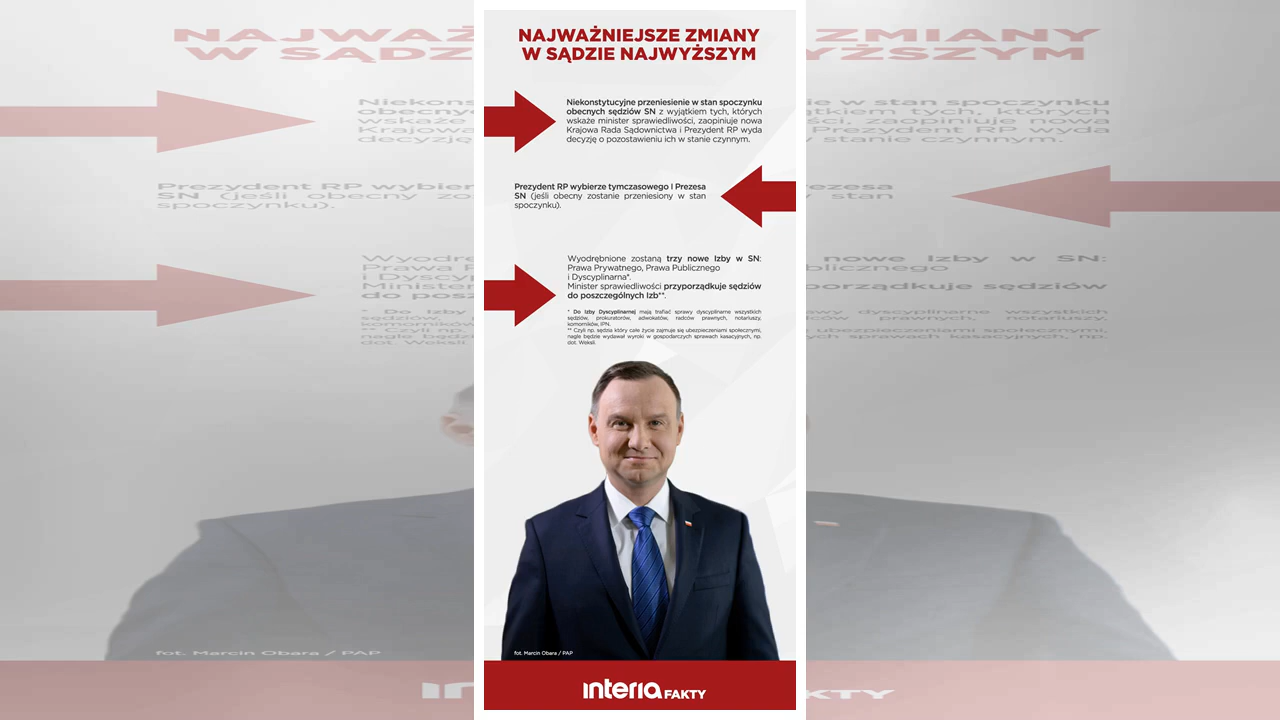 NAJWAŻNIEJSZE ZMIANY
W SĄDZIE NAJWYŻSZYM
Niekonstytucyjne przeniesienie w stan spoczynku
obecnych sędziów SN z wyjątkiem tych, których
wskaże minister sprawiedliwości, zaopiniuje nowa
Krajowa Rada Sądownictwa i Prezydent RP wyda
decyzję o pozostawieniu ich w stanie czynnym.
Prezydent RP wybierze tymczasowego I Prezesa
SN (jeśli obecny zostanie przeniesiony w stan
spoczynku).
Wyodrębnione zostaną trzy nowe Izby w SN:
Prawa Prywatnego, Prawa Publicznego
i Dyscyplinarna*.
Minister sprawiedliwości przyporządkuje sędziów
do poszczególnych Izb**.
* Do Izby Dyscyplinarnej mają trafiać sprawy dyscyplinarne wszystkich
sędziów, prokuratorów, adwokatów, radców prawnych, notariuszy,
komorników, IPN.
** Czyli np. sędzia który całe życie zajmuje się ubezpieczeniami społecznymi,
nagle będzie wydawał wyroki w gospodarczych sprawach kasacyjnych, np.
dot. Weksli.
fot. Marcin Obara / PAP
interia FAKTY